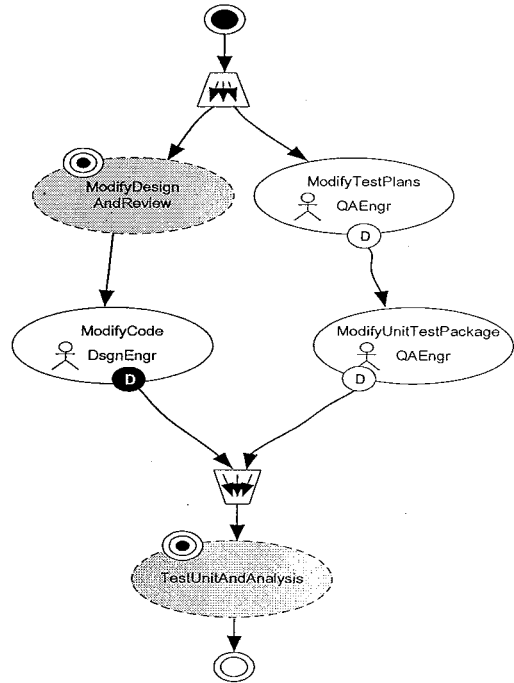 ModifyDesign
AndReview
ModifyTestPlans
QAEngr
D
ModifyCode
DsgnEngr
D
ModifyUnitTestPackage
QAEngr
D
TestUnitAndAnalysis